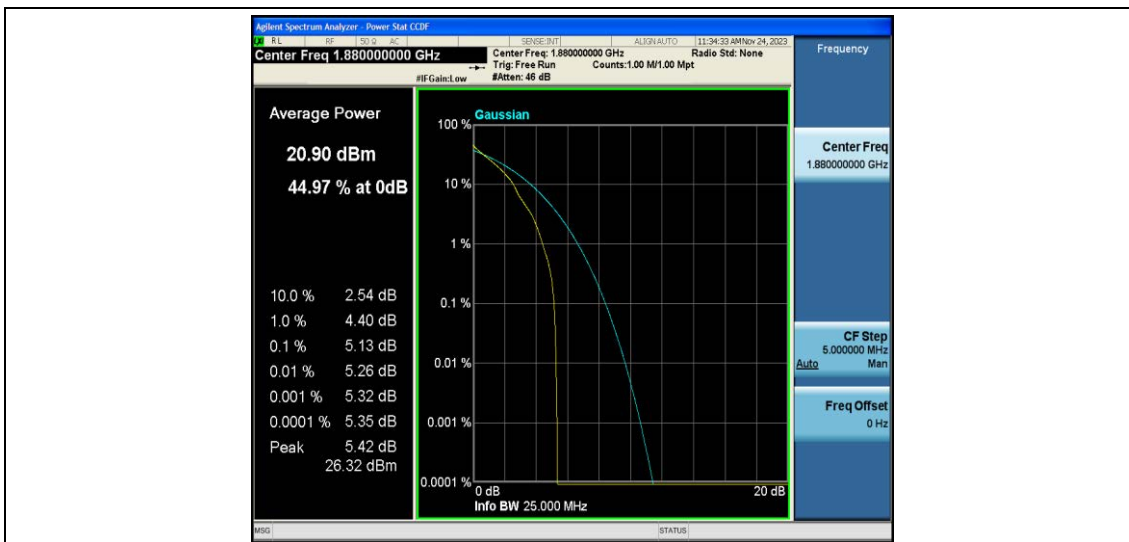 Agilent Spectrum Analyzer - Power Stat CCDF
RL RF 50 Ω AC SENSE:INT ALIGN AUTO 11:34:33 AM Nov 24, 2023
Center Freq 1.880000000 GHz
Center Freq: 1.880000000 GHz Radio Std: None
Trig: Free Run Counts:1.00 M/1.00 Mpt
#IFGain:Low #Atten: 46 dB
Frequency
Average Power
20.90 dBm
44.97 % at 0dB
10.0 % 2.54 dB
1.0 % 4.40 dB
0.1 % 5.13 dB
0.01 % 5.26 dB
0.001 % 5.32 dB
0.0001 % 5.35 dB
Peak 5.42 dB
26.32 dBm
Gaussian
100 %
10 %
1 %
0.1 %
0.01 %
0.001 %
0.0001 %
0 dB 20 dB
Info BW 25.000 MHz
Center Freq
1.880000000 GHz
CF Step
5.000000 MHz
Auto Man
Freq Offset
0 Hz
MSG STATUS